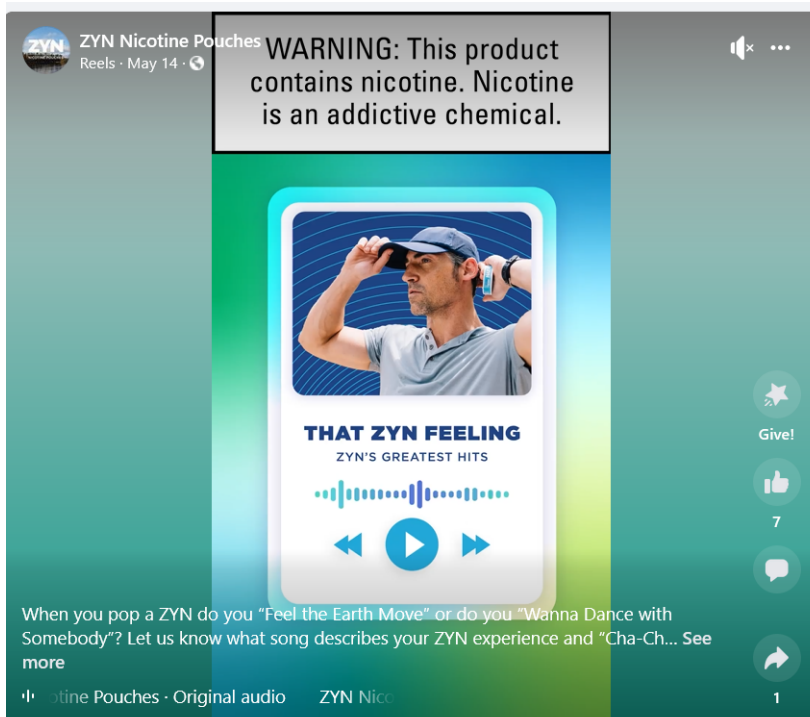 ZYN
ZYN Nicotine Pouches
Reels · May 14 ·
WARNING: This product
contains nicotine. Nicotine
is an addictive chemical.
THAT ZYN FEELING
ZYN'S GREATEST HITS
Give!
7
When you pop a ZYN do you “Feel the Earth Move” or do you “Wanna Dance with
Somebody”? Let us know what song describes your ZYN experience and “Cha-Ch... See
more
otine Pouches · Original audio ZYN Nico
1